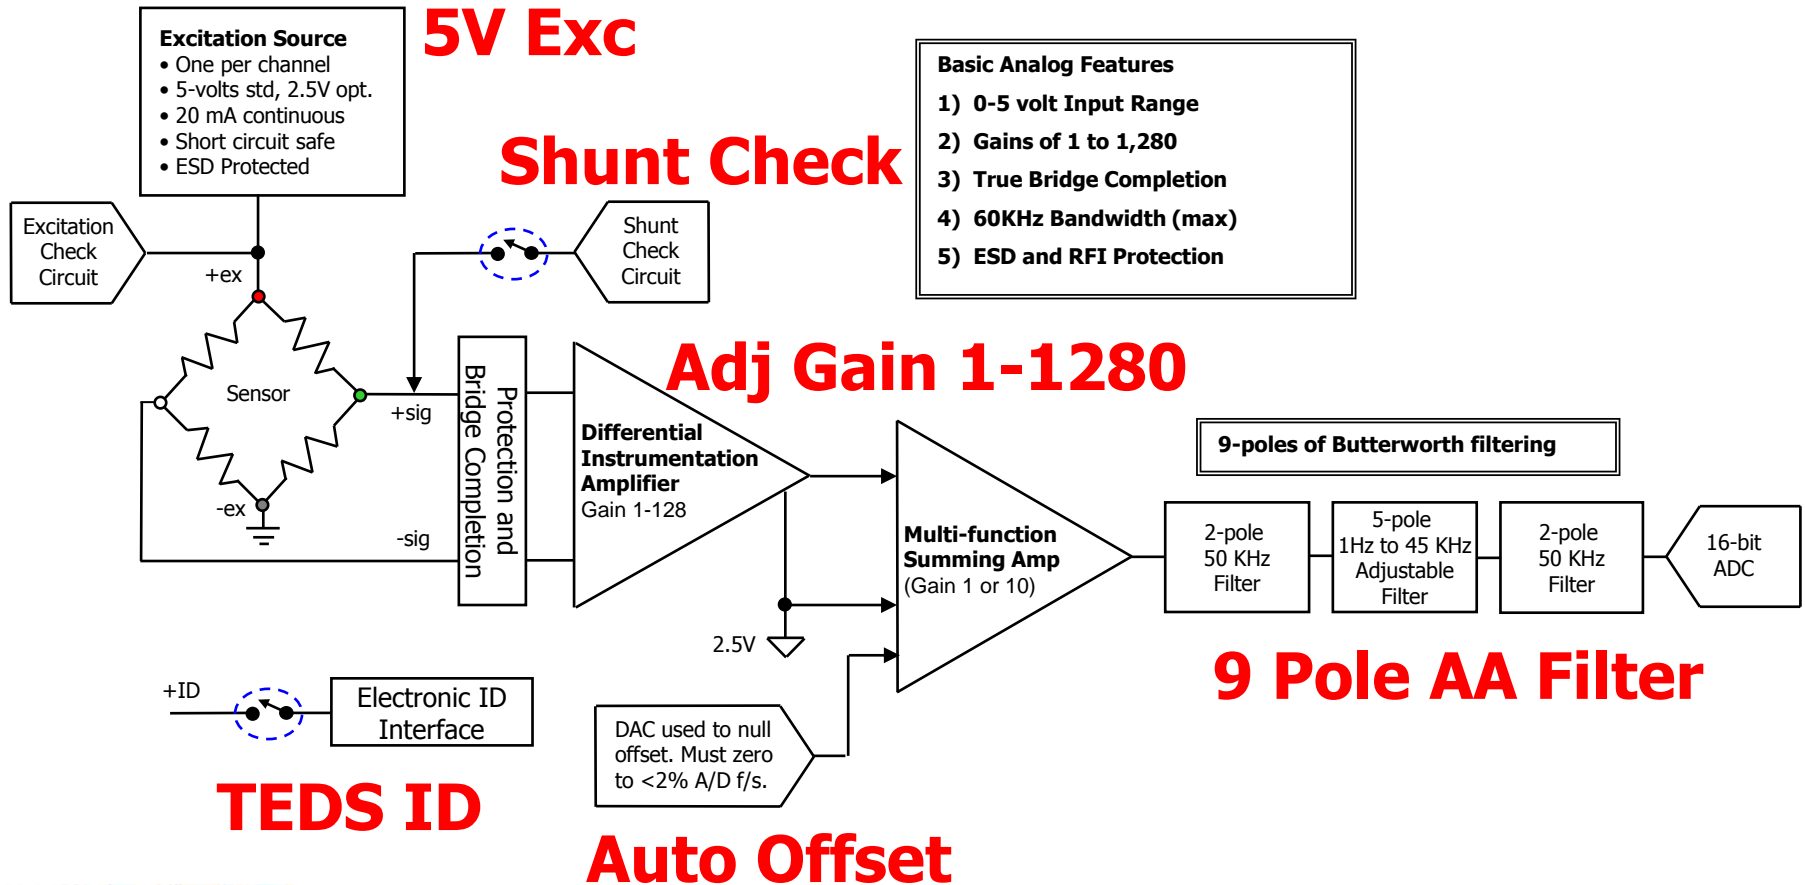 5V Exc
Excitation Source
• One per channel
• 5-volts std, 2.5V opt.
• 20 mA continuous
• Short circuit safe
• ESD Protected
Basic Analog Features
1) 0-5 volt Input Range
2) Gains of 1 to 1,280
3) True Bridge Completion
4) 60KHz Bandwidth (max)
5) ESD and RFI Protection
Shunt Check
Excitation
Check
Circuit
Shunt
Check
Circuit
+ex
Sensor
+sig
-ex
-sig
Protection and
Bridge Completion
Adj Gain 1-1280
Differential
Instrumentation
Amplifier
Gain 1-128
Multi-function
Summing Amp
(Gain 1 or 10)
2.5V
9-poles of Butterworth filtering
2-pole
50 KHz
Filter
5-pole
1Hz to 45 KHz
Adjustable
Filter
2-pole
50 KHz
Filter
16-bit
ADC
9 Pole AA Filter
+ID
Electronic ID
Interface
TEDS ID
DAC used to null
offset. Must zero
to <2% A/D f/s.
Auto Offset